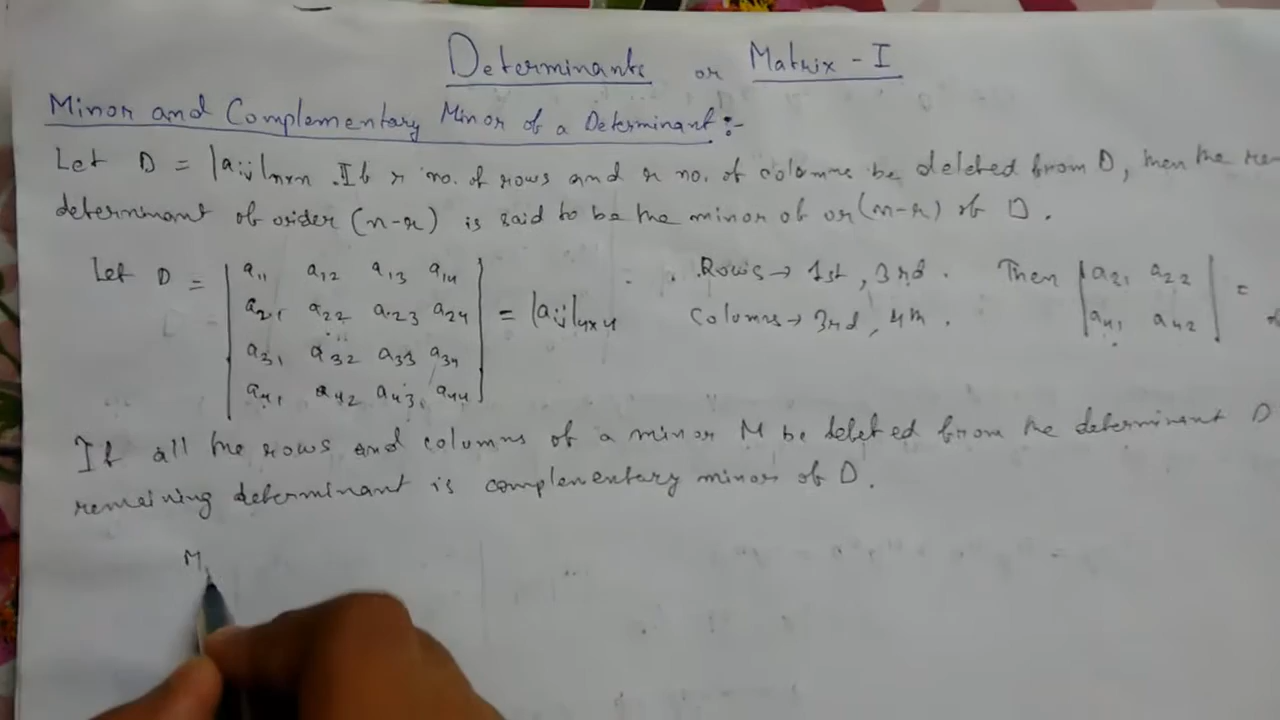 Determinants or Matrix - I
Minor and Complementary Minor of a Determinant :-
Let D = |aij|nxn . If r no. of rows and r no. of columns be deleted from D, then the rem
determinant of order (n-r) is said to be the minor of or (n-r) of D.
Let D = | a11 a12 a13 a14 | = |aij|4x4 . Rows → 1st, 3rd. Then | a21 a22 | =
| a21 a22 a23 a24 | Colomns → 3rd, 4th. | a41 a42 |
| a31 a32 a33 a34 |
| a41 a42 a43 a44 |
If all the rows and columns of a minor M be deleted from the determinant D
remaining determinant is complementary minor of D.
M